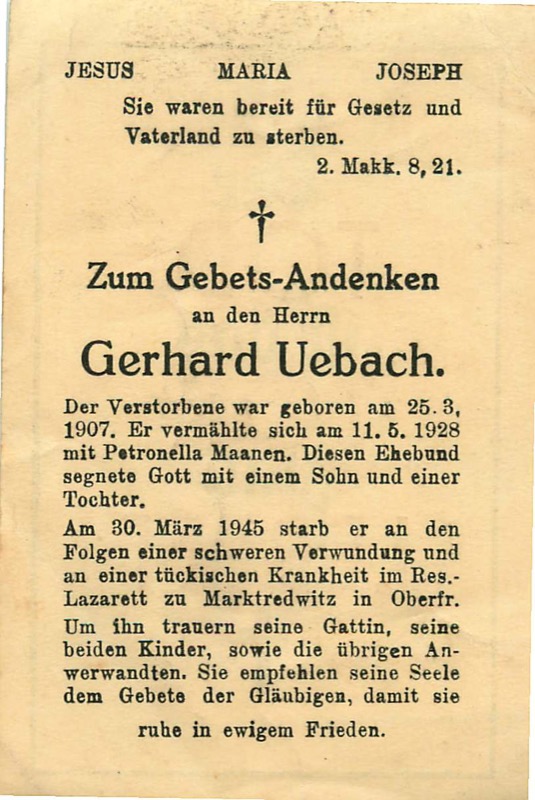 JESUS MARIA JOSEPH
Sie waren bereit für Gesetz und
Vaterland zu sterben.
2. Makk. 8, 21.
Zum Gebets-Andenken
an den Herrn
Gerhard Uebach.
Der Verstorbene war geboren am 25. 3,
1907. Er vermählte sich am 11. 5. 1928
mit Petronella Maanen. Diesen Ehebund
segnete Gott mit einem Sohn und einer
Tochter.
Am 30. März 1945 starb er an den
Folgen einer schweren Verwundung und
an einer tückischen Krankheit im Res.-
Lazarett zu Marktredwitz in Oberfr.
Um ihn trauern seine Gattin, seine
beiden Kinder, sowie die übrigen An-
werwandten. Sie empfehlen seine Seele
dem Gebete der Gläubigen, damit sie
ruhe in ewigem Frieden.